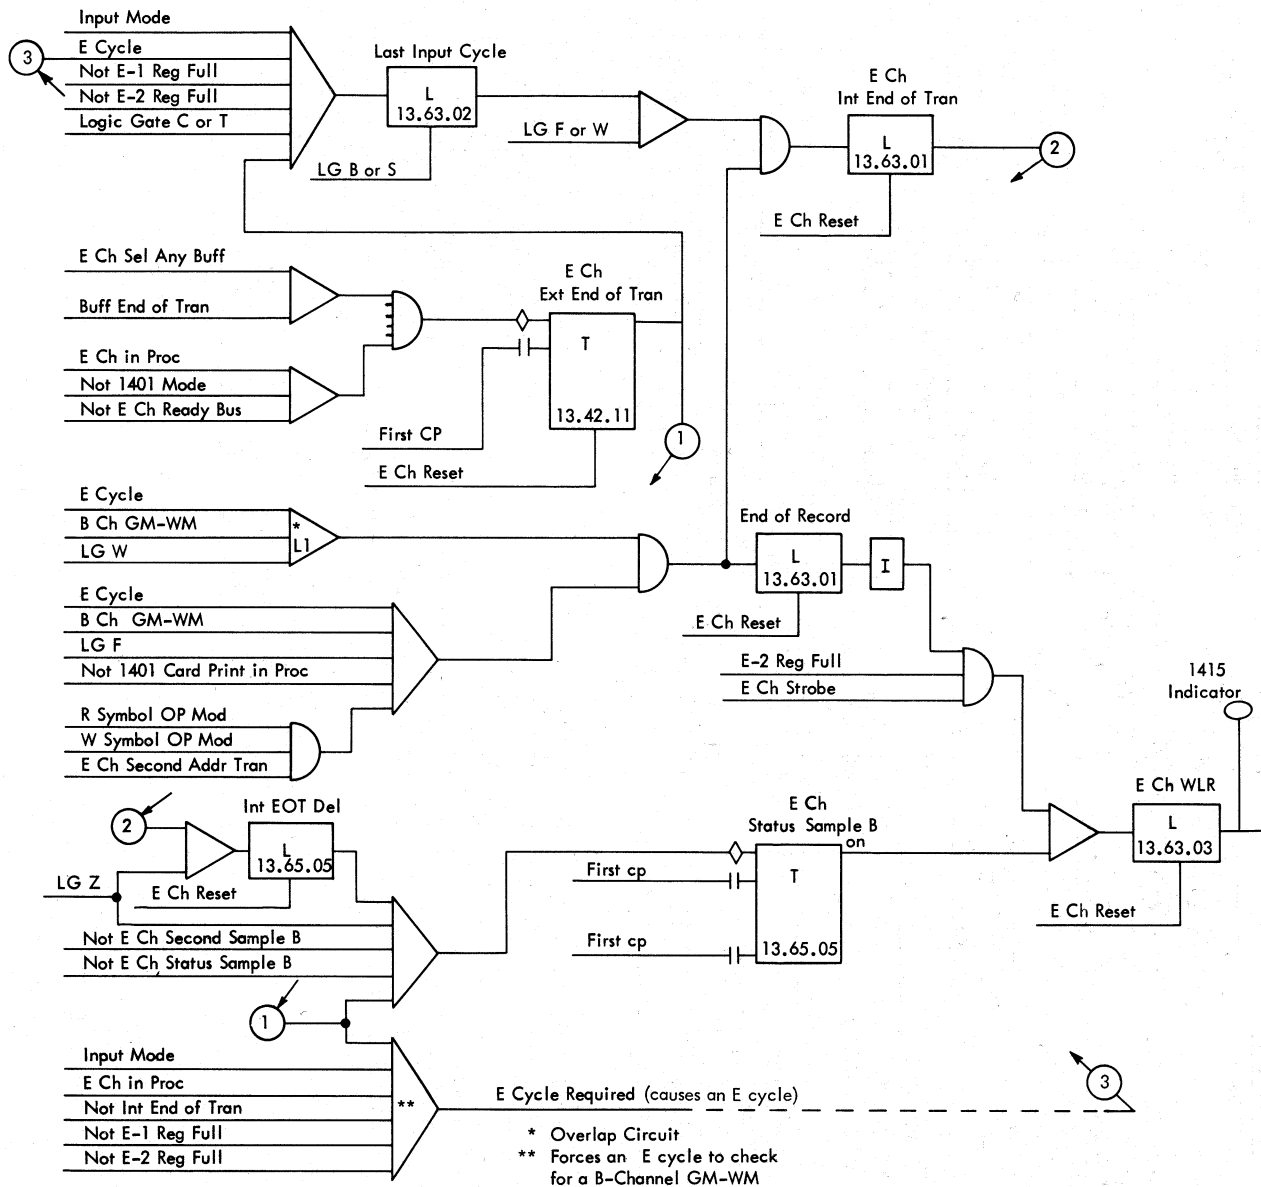 Input Mode
E Cycle
3
Not E-1 Reg Full
Not E-2 Reg Full
Logic Gate C or T
Last Input Cycle
L
13.63.02
LG B or S
LG F or W
E Ch
Int End of Tran
L
13.63.01
2
E Ch Reset
E Ch Sel Any Buff
Buff End of Tran
E Ch in Proc
Not 1401 Mode
Not E Ch Ready Bus
E Ch
Ext End of Tran
T
13.42.11
First CP
E Ch Reset
1
E Cycle
B Ch GM-WM
LG W
*
L1
E Cycle
B Ch GM-WM
LG F
Not 1401 Card Print in Proc
R Symbol OP Mod
W Symbol OP Mod
E Ch Second Addr Tran
End of Record
L
13.63.01
I
E Ch Reset
E-2 Reg Full
E Ch Strobe
1415
Indicator
2
Int EOT Del
L
13.65.05
LG Z
E Ch Reset
Not E Ch Second Sample B
Not E Ch Status Sample B
E Ch
Status Sample B
on
First cp
T
First cp
13.65.05
E Ch WLR
L
13.63.03
E Ch Reset
1
Input Mode
E Ch in Proc
Not Int End of Tran
Not E-1 Reg Full
Not E-2 Reg Full
**
E Cycle Required (causes an E cycle)
3
* Overlap Circuit
** Forces an E cycle to check
for a B-Channel GM-WM